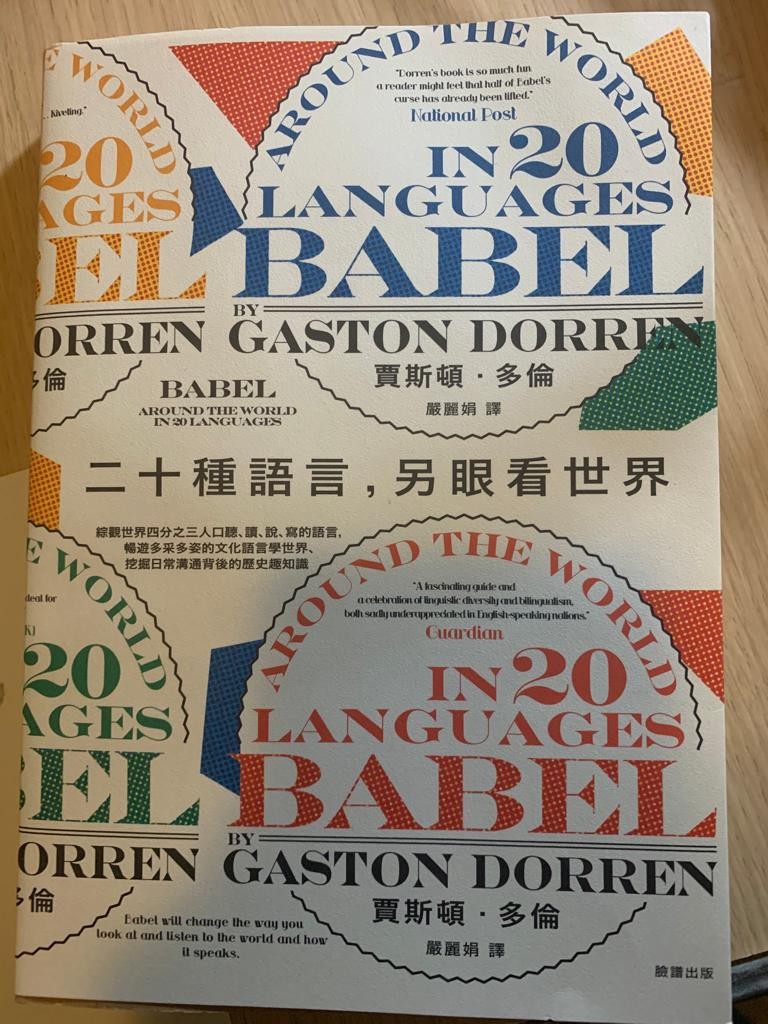 E WORLD
. . Kiveling."
20
AGES
EL
ORREN
多倫
AROUND THE WORLD
"Dorren's book is so much fun
a reader might feel that half of Babel's
curse has already been lifted."
National Post
IN 20
LANGUAGES
BABEL
BY
GASTON DORREN
賈斯頓・多倫
嚴麗娟 譯
BABEL
AROUND THE WORLD
IN 20 LANGUAGES
二十種語言,另眼看世界
綜觀世界四分之三人口聽、讀、說、寫的語言,
暢遊多采多姿的文化語言學世界、
挖掘日常溝通背後的歷史趣知識
E WORLD
deal for
K)
20
AGES
BEL
ORREN
多倫
AROUND THE WORLD
"A fascinating guide and
a celebration of linguistic diversity and bilingualism,
both sadly underappreciated in English-speaking nations."
Guardian
IN 20
LANGUAGES
BABEL
BY
GASTON DORREN
賈斯頓・多倫
嚴麗娟 譯
Babel will change the way you
look at and listen to the world and how
it speaks.
臉譜出版